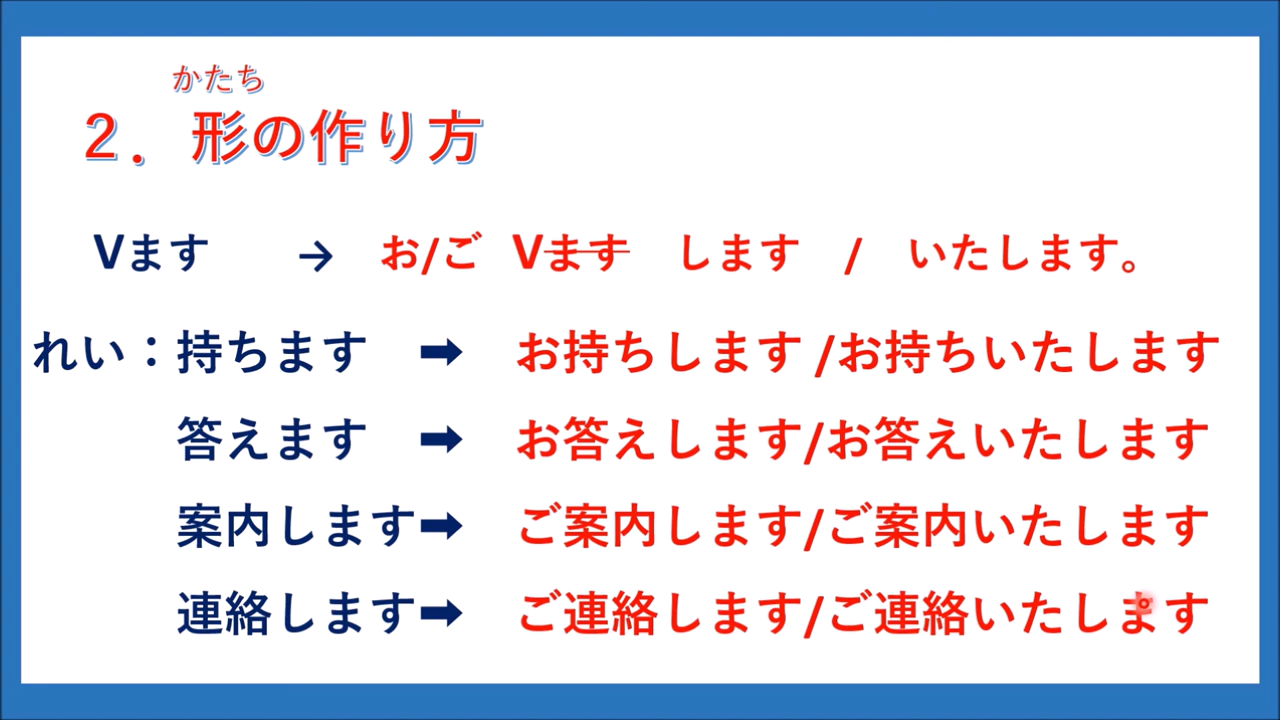 かたち
２．形の作り方
Vます → お/ご Vます します / いたします。
れい：持ちます ➡ お持ちします/お持ちいたします
答えます ➡ お答えします/お答えいたします
案内します➡ ご案内します/ご案内いたします
連絡します➡ ご連絡します/ご連絡いたします